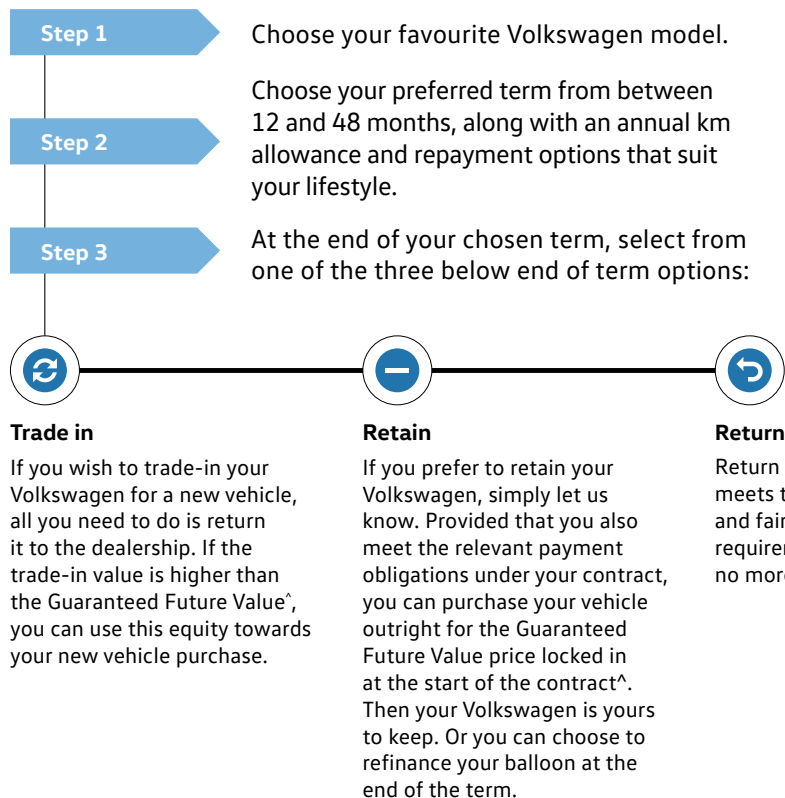 Step 1
Choose your favourite Volkswagen model.
Step 2
Choose your preferred term from between
12 and 48 months, along with an annual km
allowance and repayment options that suit
your lifestyle.
Step 3
At the end of your chosen term, select from
one of the three below end of term options:
Trade in
If you wish to trade-in your
Volkswagen for a new vehicle,
all you need to do is return
it to the dealership. If the
trade-in value is higher than
the Guaranteed Future Value^,
you can use this equity towards
your new vehicle purchase.
Retain
If you prefer to retain your
Volkswagen, simply let us
know. Provided that you also
meet the relevant payment
obligations under your contract,
you can purchase your vehicle
outright for the Guaranteed
Future Value price locked in
at the start of the contract^.
Then your Volkswagen is yours
to keep. Or you can choose to
refinance your balloon at the
end of the term.
Return
Return
meets
and
no